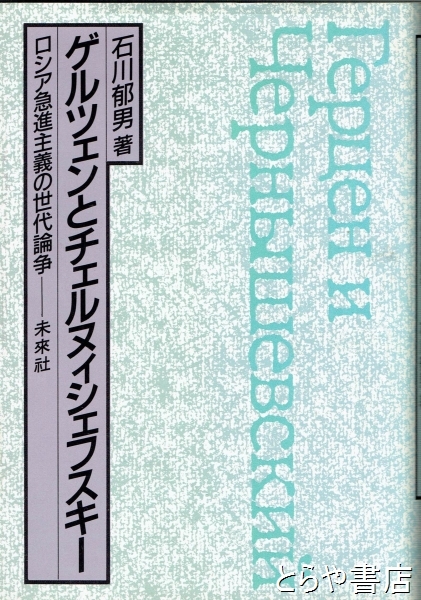 Герцен и
Чернышевский
石川郁男 著
ゲルツェンとチェルヌィシェフスキー
ロシア急進主義の世代論争——未來社
とらや書店